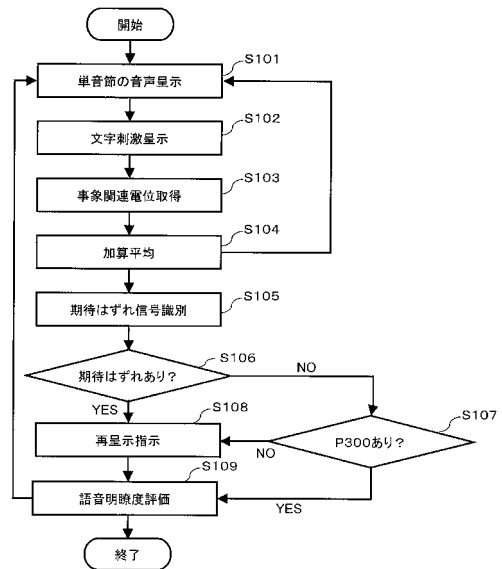 開始
S101
単音節の音声呈示
S102
文字刺激呈示
S103
事象関連電位取得
S104
加算平均
S105
期待はずれ信号識別
S106
期待はずれあり?
NO
YES
S107
P300あり?
NO
YES
S108
再呈示指示
S109
語音明瞭度評価
終了